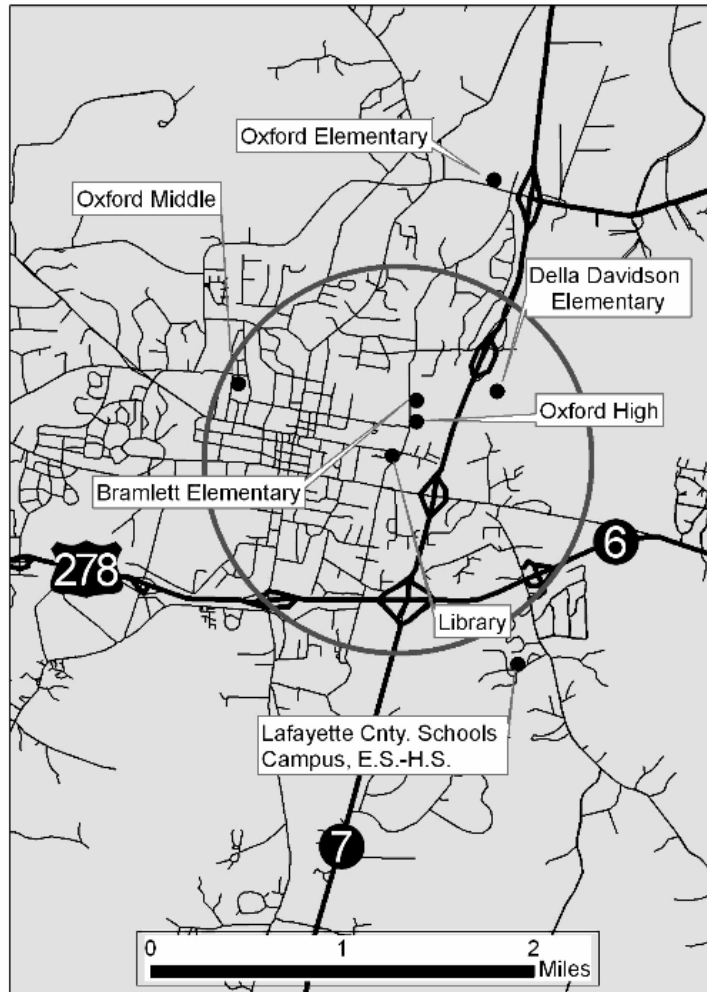 Oxford Elementary
Oxford Middle
Della Davidson
Elementary
Oxford High
Bramlett Elementary
6
278
Library
Lafayette Cnty. Schools
Campus, E.S.-H.S.
7
0 1 2
Miles